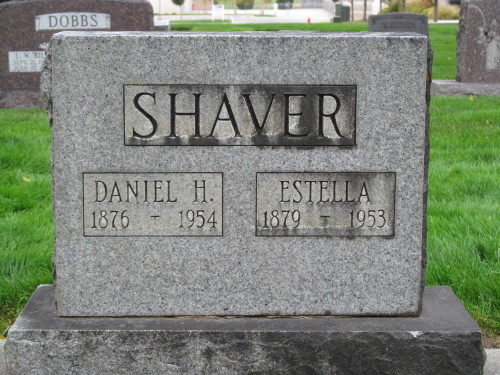 DOBBS
SHAVER
DANIEL H.
1876 - 1954
ESTELLA
1879 - 1953